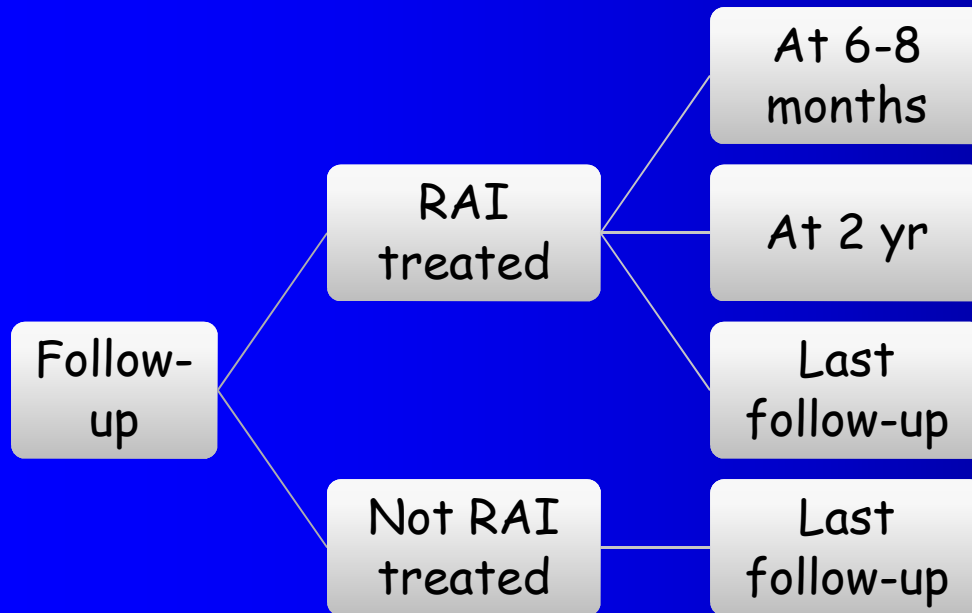 Follow-
up
RAI
treated
At 6-8
months
At 2 yr
Last
follow-up
Not RAI
treated
Last
follow-up